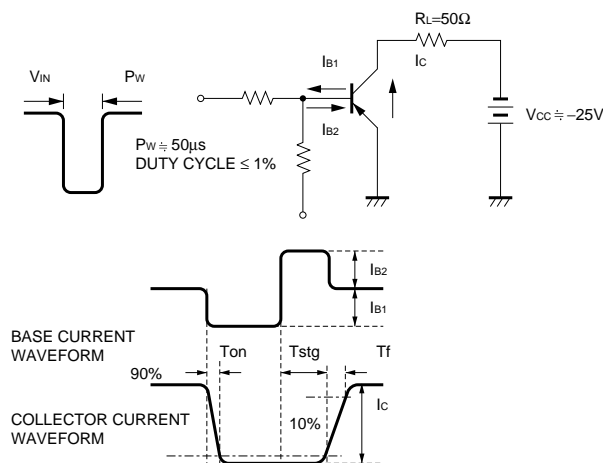 RL=50Ω
IB1
IC
VIN
PW
IB2
VCC ≒ −25V
PW ≒ 50μs
DUTY CYCLE ≤ 1%
IB2
IB1
BASE CURRENT
WAVEFORM
Ton
Tstg
Tf
90%
IC
10%
COLLECTOR CURRENT
WAVEFORM